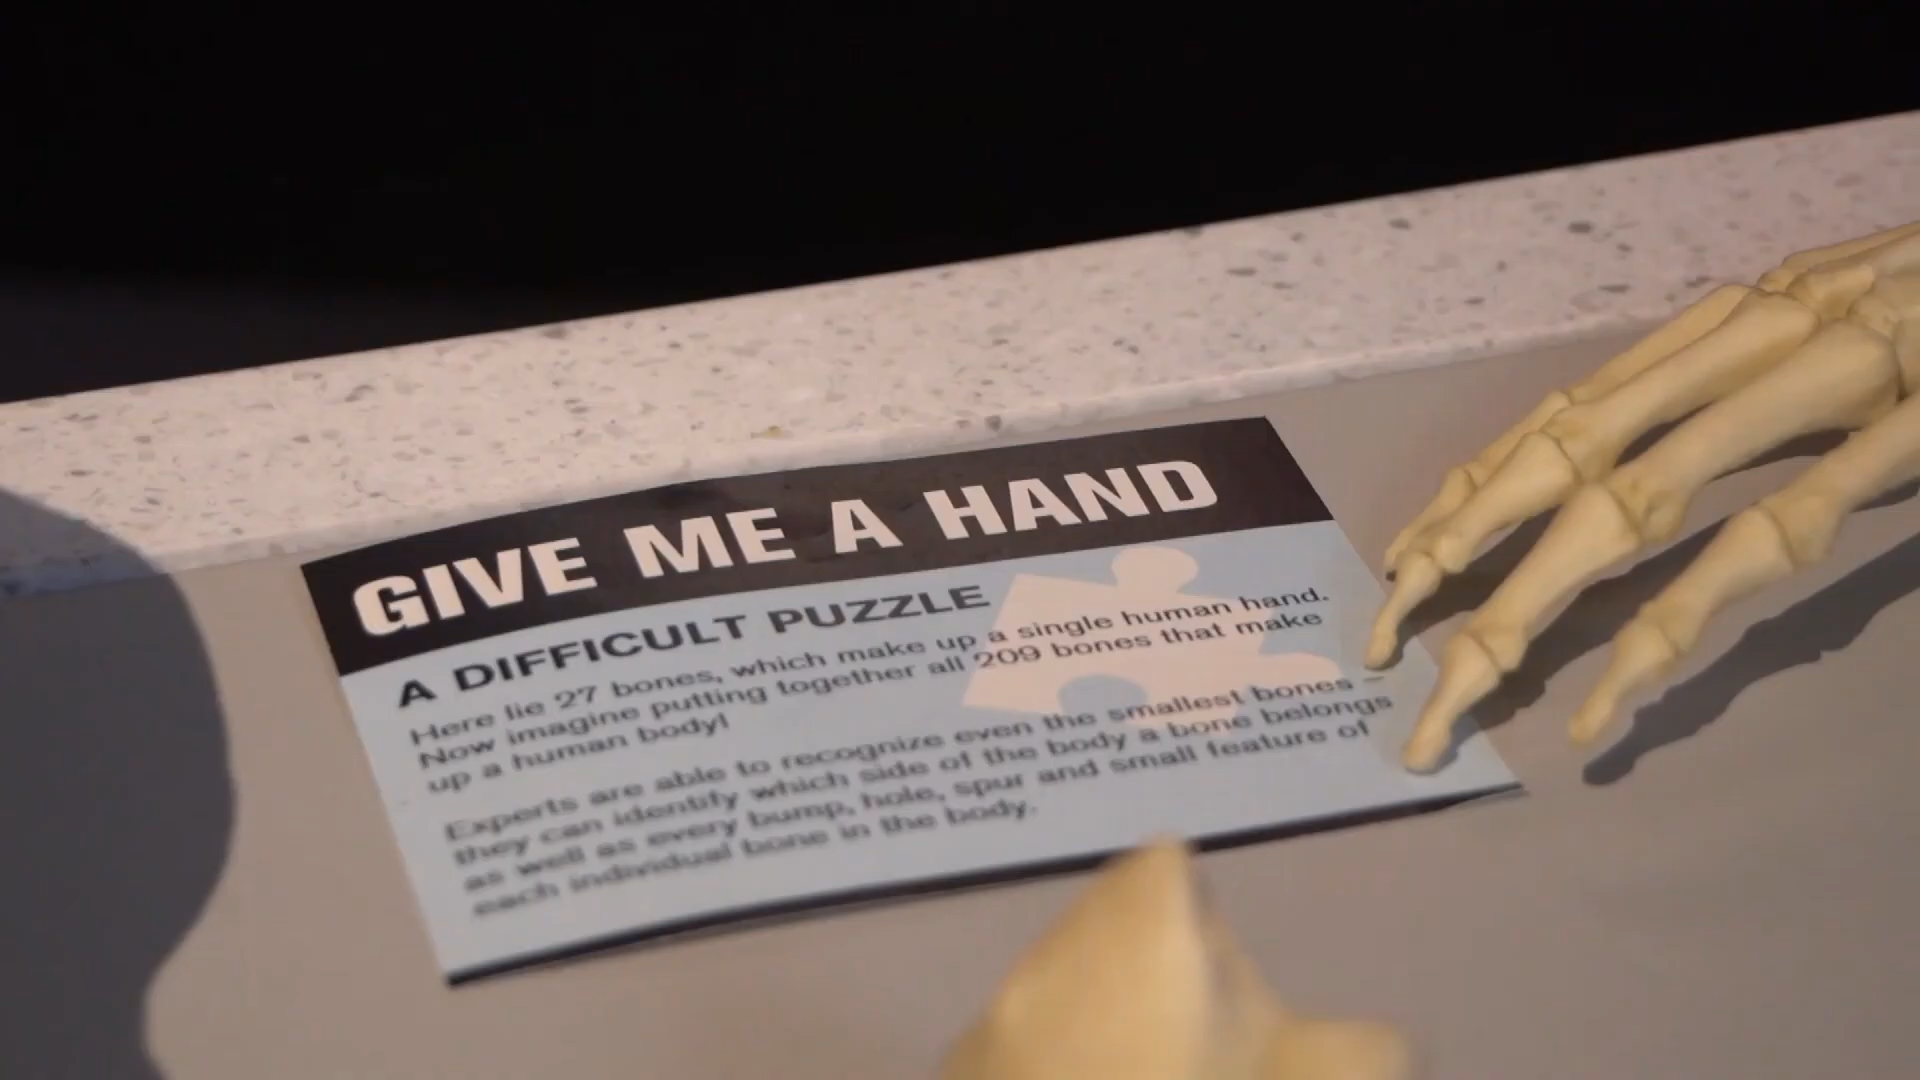 GIVE ME A HAND
A DIFFICULT PUZZLE
Here lie 27 bones, which make up a single human hand.
Now imagine putting together all 209 bones that make
up a human body!
Experts are able to recognize even the smallest bones –
they can identify which side of the body a bone belongs
as well as every bump, hole, spur and small feature of
each individual bone in the body.